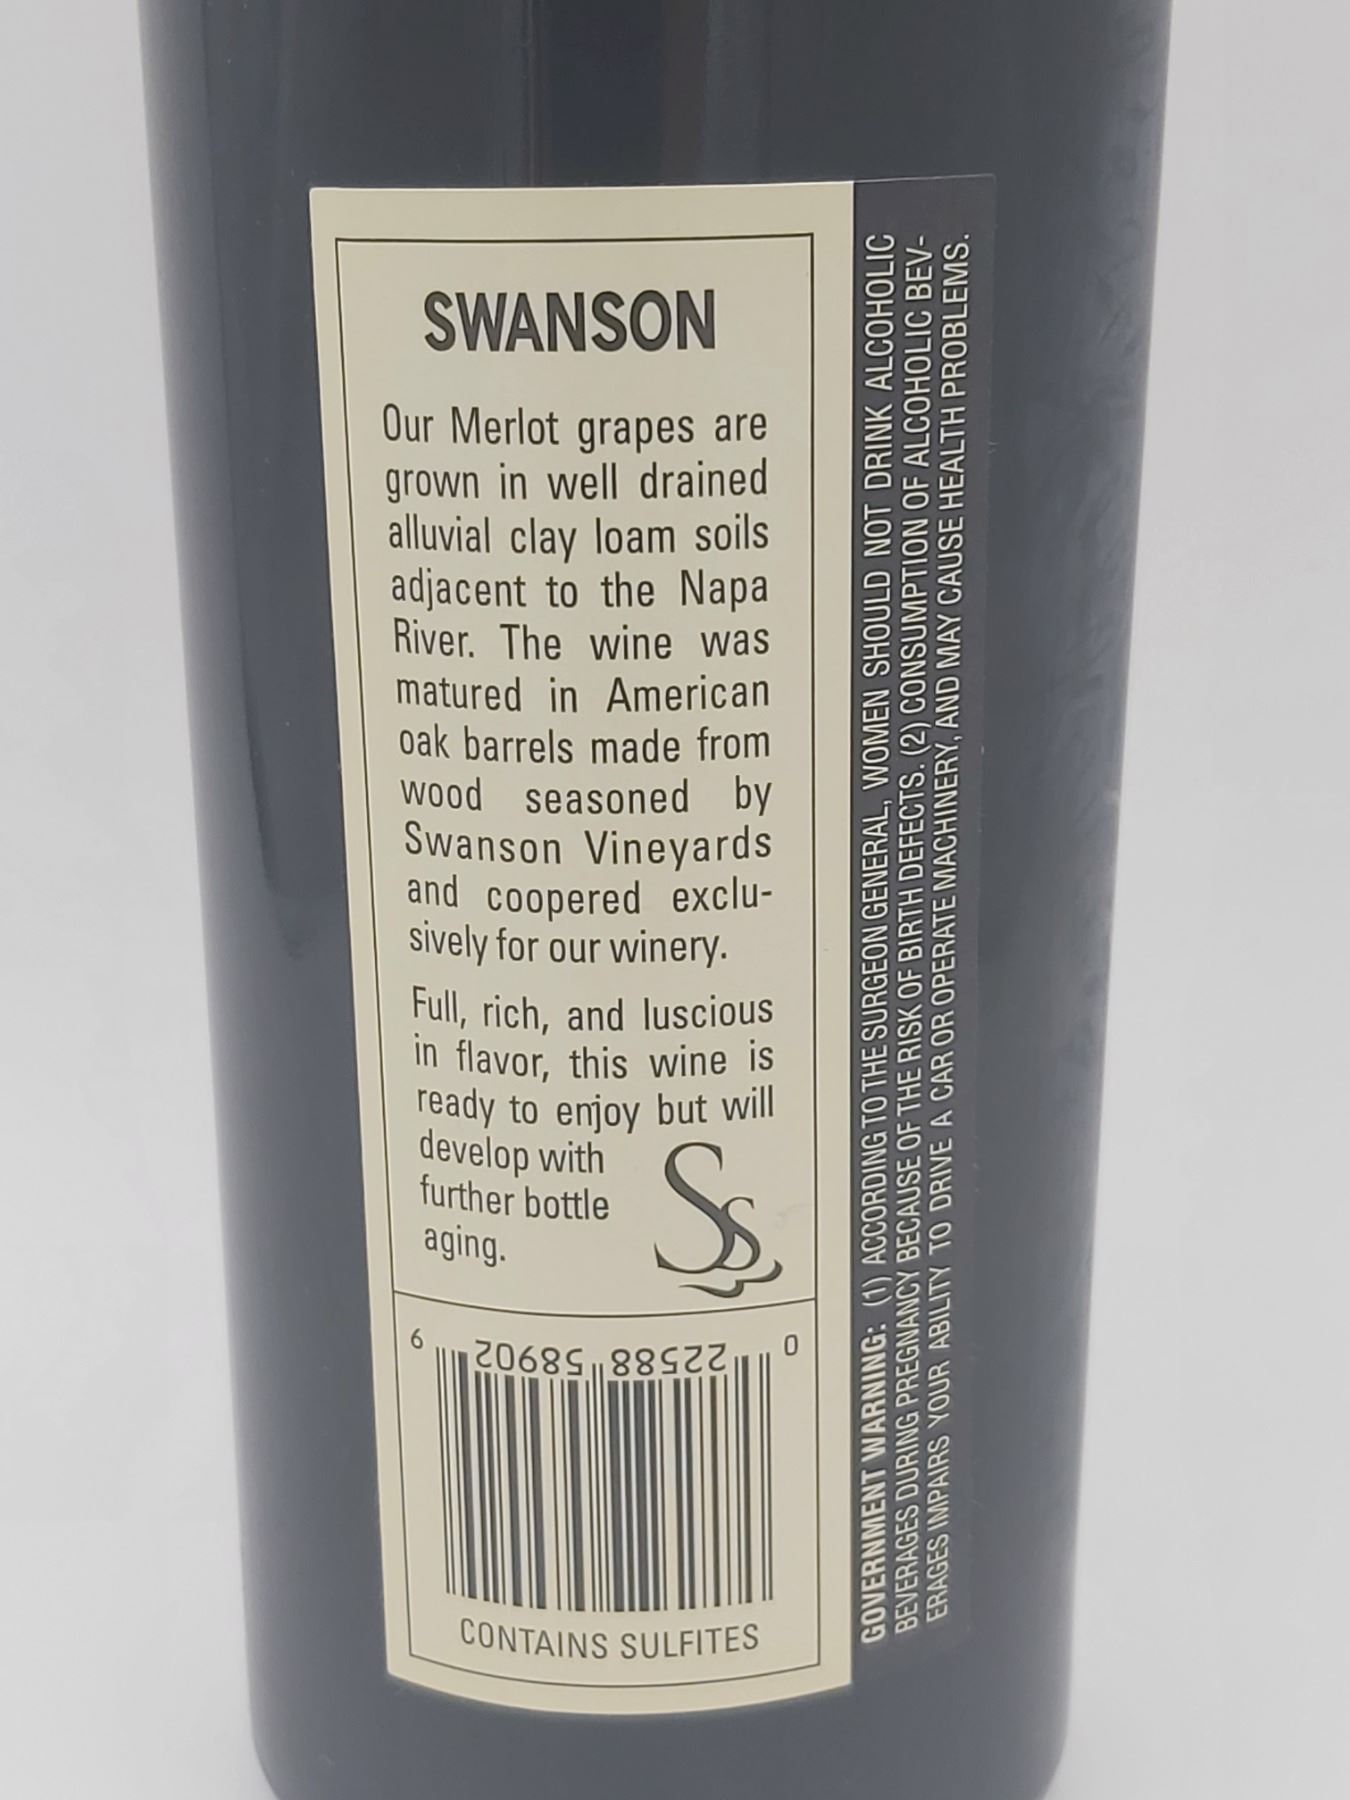 SWANSON
Our Merlot grapes are
grown in well drained
alluvial clay loam soils
adjacent to the Napa
River. The wine was
matured in American
oak barrels made from
wood seasoned by
Swanson Vineyards
and coopered exclu-
sively for our winery.
Full, rich, and luscious
in flavor, this wine is
ready to enjoy but will
develop with
further bottle
aging.
SS
0 22588 58902 9
CONTAINS SULFITES
GOVERNMENT WARNING: (1) ACCORDING TO THE SURGEON GENERAL, WOMEN SHOULD NOT DRINK ALCOHOLIC
BEVERAGES DURING PREGNANCY BECAUSE OF THE RISK OF BIRTH DEFECTS. (2) CONSUMPTION OF ALCOHOLIC BEV-
ERAGES IMPAIRS YOUR ABILITY TO DRIVE A CAR OR OPERATE MACHINERY, AND MAY CAUSE HEALTH PROBLEMS.